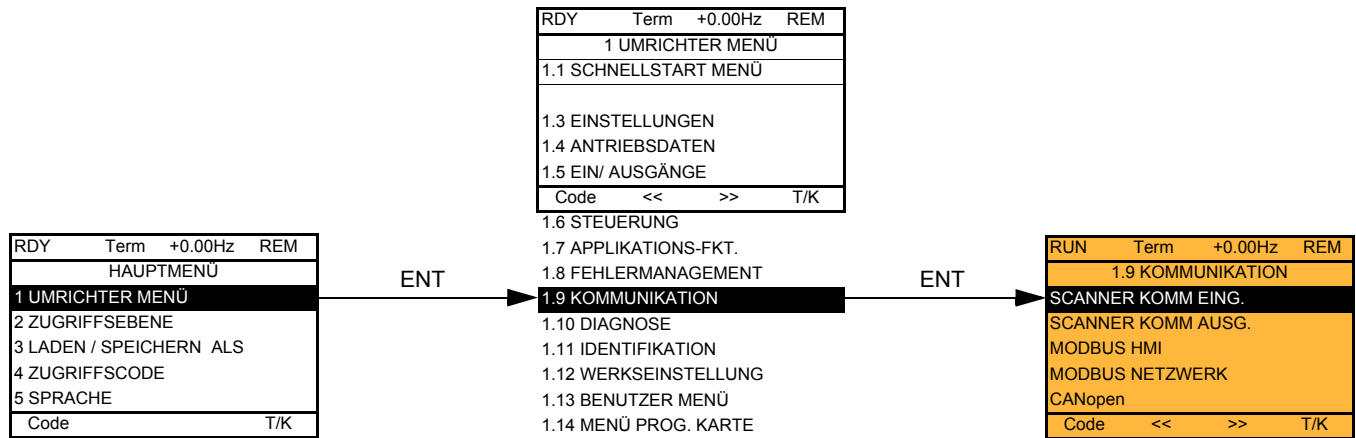 RDY Term +0.00Hz REM
HAUPTMENÜ
1 UMRICHTER MENÜ
2 ZUGRIFFSEBENE
3 LADEN / SPEICHERN ALS
4 ZUGRIFFSCODE
5 SPRACHE
Code T/K
ENT
RDY Term +0.00Hz REM
1 UMRICHTER MENÜ
1.1 SCHNELLSTART MENÜ
1.3 EINSTELLUNGEN
1.4 ANTRIEBSDATEN
1.5 EIN/ AUSGÄNGE
Code << >> T/K
1.6 STEUERUNG
1.7 APPLIKATIONS-FKT.
1.8 FEHLERMANAGEMENT
1.9 KOMMUNIKATION
1.10 DIAGNOSE
1.11 IDENTIFIKATION
1.12 WERKSEINSTELLUNG
1.13 BENUTZER MENÜ
1.14 MENÜ PROG. KARTE
ENT
RUN Term +0.00Hz REM
1.9 KOMMUNIKATION
SCANNER KOMM EING.
SCANNER KOMM AUSG.
MODBUS HMI
MODBUS NETZWERK
CANopen
Code << >> T/K